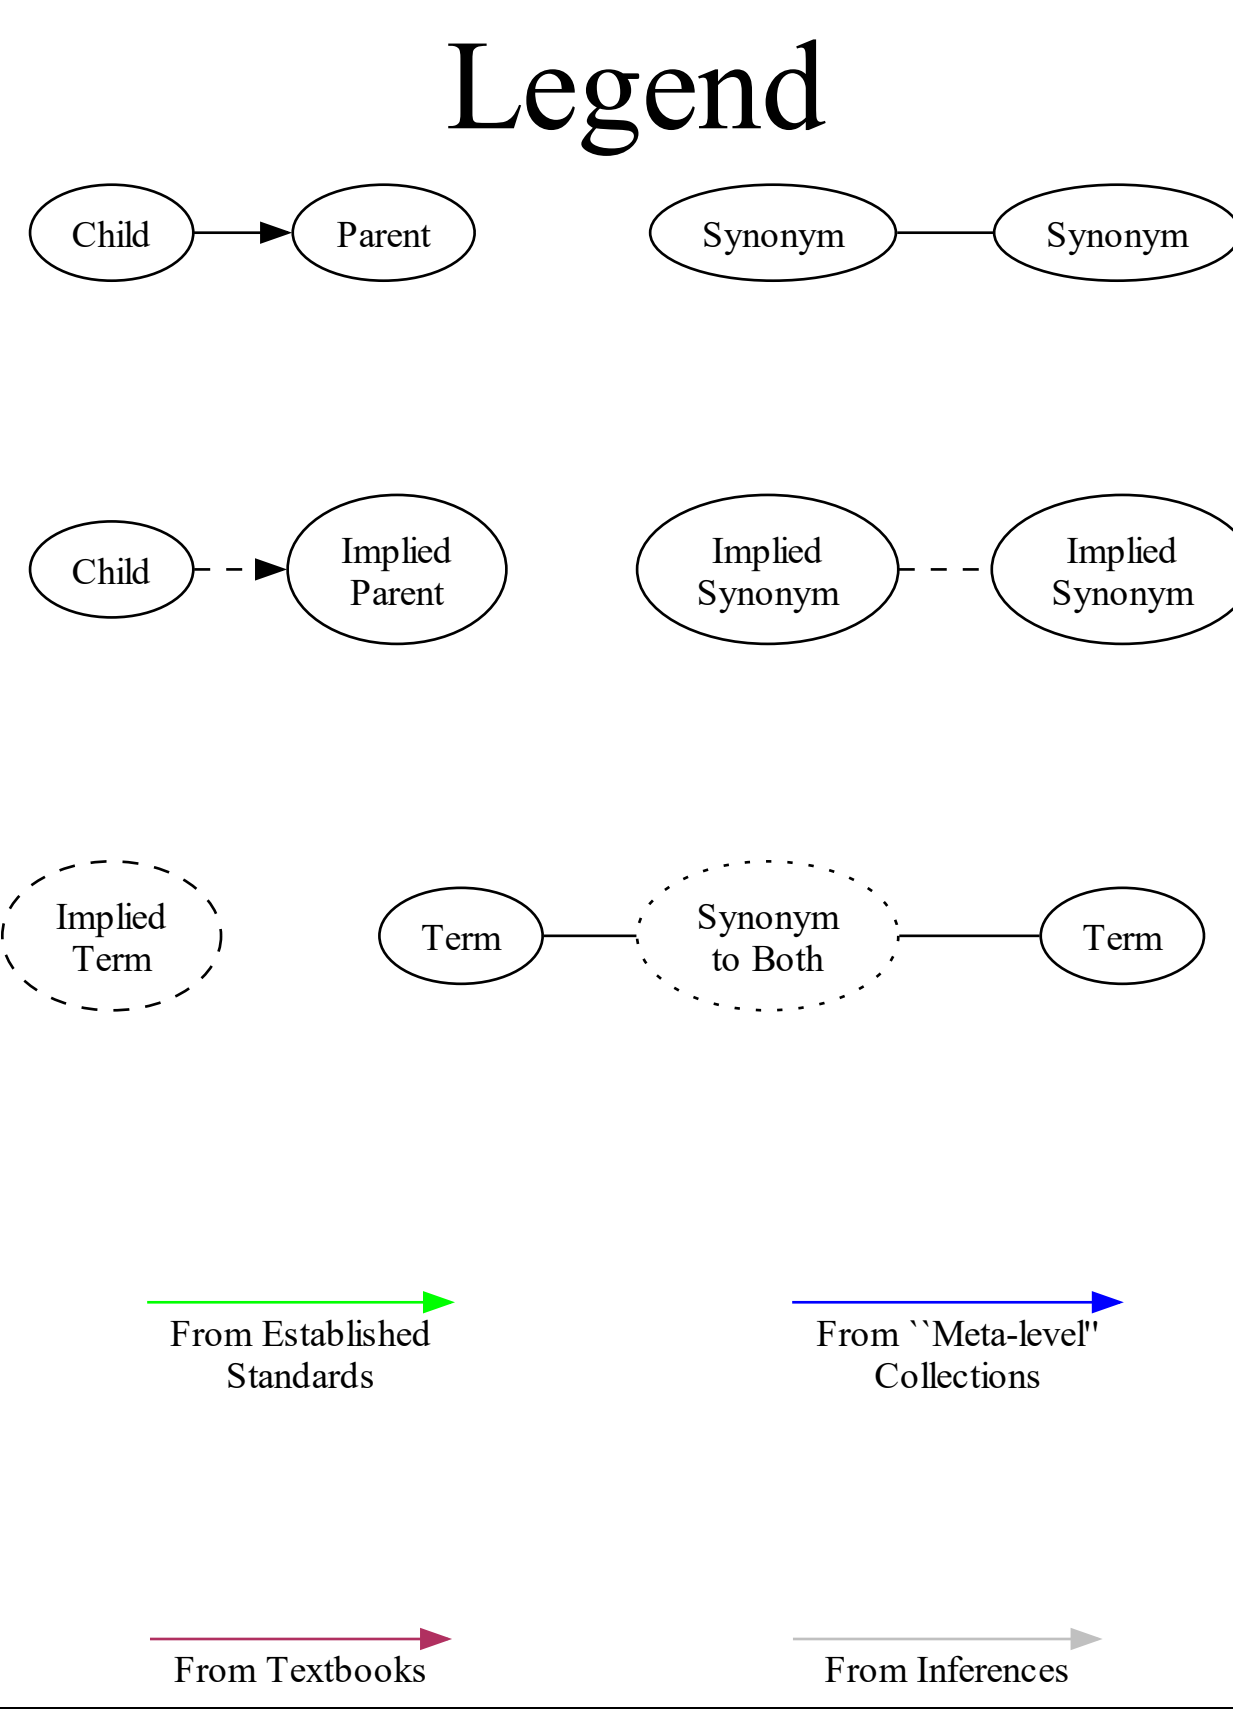 Legend
Child
Parent
Synonym
Synonym
Child
Implied
Parent
Implied
Synonym
Implied
Synonym
Implied
Term
Term
Synonym
to Both
Term
From Established
Standards
From ``Meta-level"
Collections
From Textbooks
From Inferences